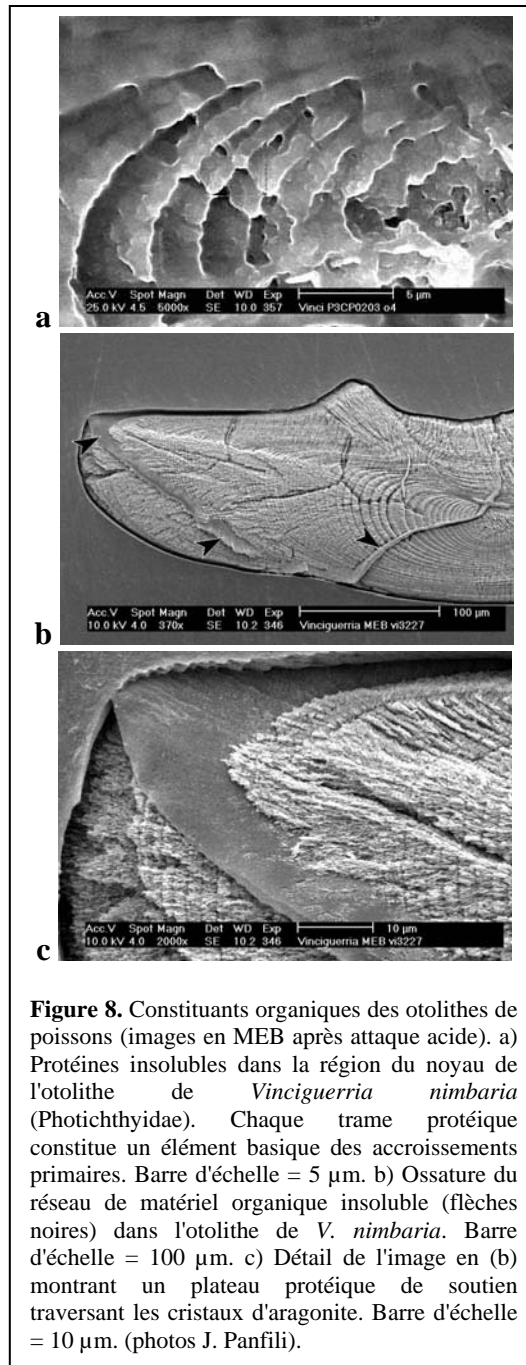 Acc.V Spot Magn Det WD Exp 5 µm
25.0 kV 4.5 5000x SE 10.0 357 Vinci P3CP0203 o4
a
Acc.V Spot Magn Det WD Exp 100 µm
10.0 kV 4.0 370x SE 10.2 346 Vinciguerria MEB vi3227
b
Acc.V Spot Magn Det WD Exp 10 µm
10.0 kV 4.0 2000x SE 10.2 346 Vinciguerria MEB vi3227
c
Figure 8. Constituants organiques des otolithes de
poissons (images en MEB après attaque acide). a)
Protéines insolubles dans la région du noyau de
l'otolithe de Vinciguerria nimbaria
(Photichthyidae). Chaque trame protéique
constitue un élément basique des accroissements
primaires. Barre d'échelle = 5 µm. b) Ossature du
réseau de matériel organique insoluble (flèches
noires) dans l'otolithe de V. nimbaria. Barre
d'échelle = 100 µm. c) Détail de l'image en (b)
montrant un plateau protéique de soutien
traversant les cristaux d'aragonite. Barre d'échelle
= 10 µm. (photos J. Panfili).